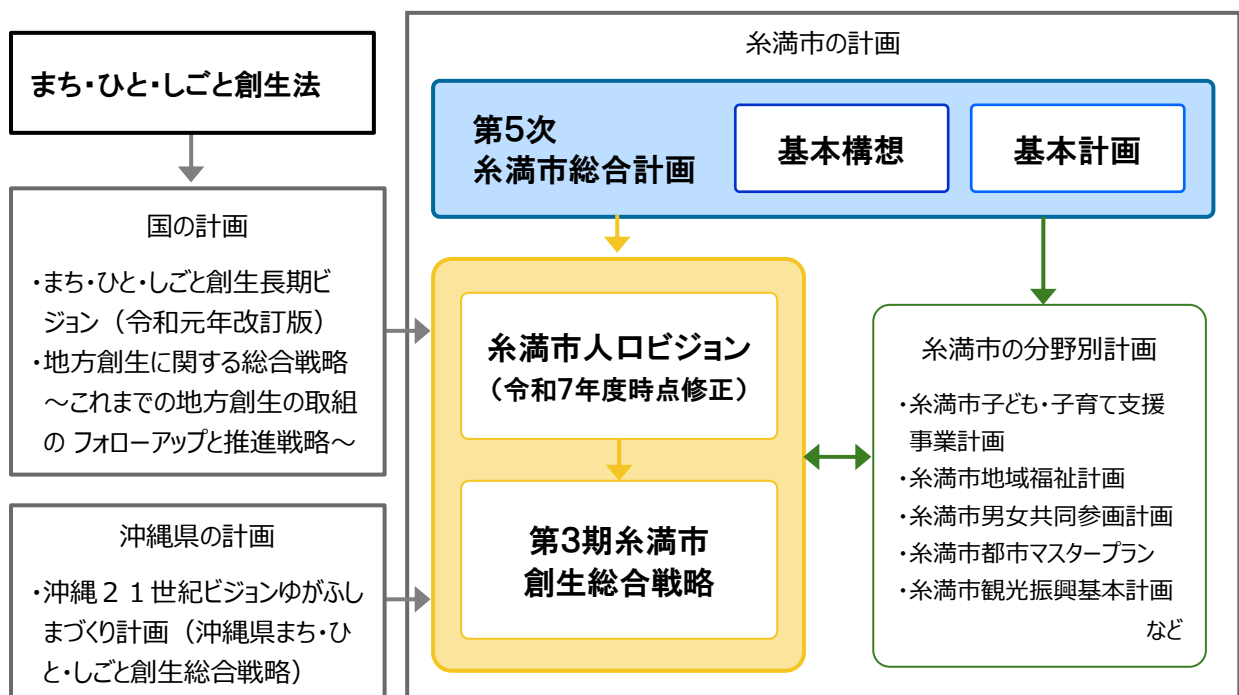 まち・ひと・しごと創生法
国の計画
・まち・ひと・しごと創生長期ビ
ジョン（令和元年改訂版）
・地方創生に関する総合戦略
～これまでの地方創生の取組
の フォローアップと推進戦略～
沖縄県の計画
・沖縄２１世紀ビジョンゆがふし
まづくり計画（沖縄県まち・ひ
と・しごと創生総合戦略）
糸満市の計画
第5次
糸満市総合計画
基本構想
基本計画
糸満市人口ビジョン
（令和7年度時点修正）
第3期糸満市
創生総合戦略
糸満市の分野別計画
・糸満市子ども・子育て支援
事業計画
・糸満市地域福祉計画
・糸満市男女共同参画計画
・糸満市都市マスタープラン
・糸満市観光振興基本計画
など